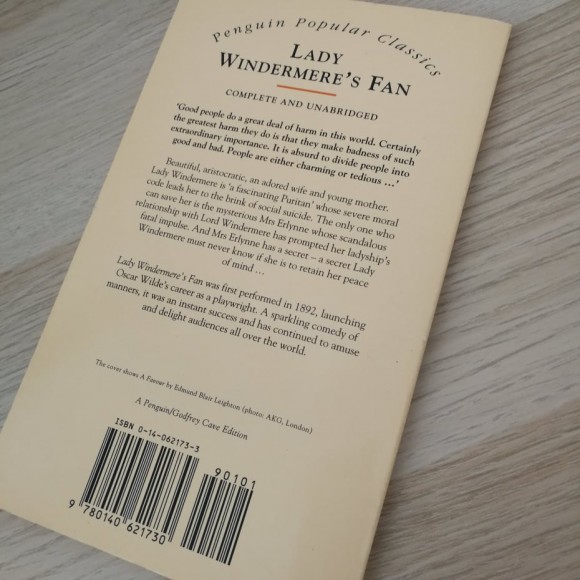 Penguin Popular Classics
LADY
WINDERMERE'S FAN
COMPLETE AND UNABRIDGED
'Good people do a great deal of harm in this world. Certainly
the greatest harm they do is that they make badness of such
extraordinary importance. It is absurd to divide people into
good and bad. People are either charming or tedious ...'
Beautiful, aristocratic, an adored wife and young mother.
Lady Windermere is 'a fascinating Puritan' whose severe moral
code leads her to the brink of social suicide. The only one who
can save her is the mysterious Mrs Erlynne whose scandalous
relationship with Lord Windermere has prompted her ladyship's
fatal impulse. And Mrs Erlynne has a secret – a secret Lady
Windermere must never know if she is to retain her peace
of mind ...
Lady Windermere's Fan was first performed in 1892, launching
Oscar Wilde's career as a playwright. A sparkling comedy of
manners, it was an instant success and has continued to amuse
and delight audiences all over the world.
The cover shows A Favour by Edmund Blair Leighton (photo: AKG, London)
A Penguin/Godfrey Cave Edition
ISBN 0-14-062173-3
90101
9 780140 621730